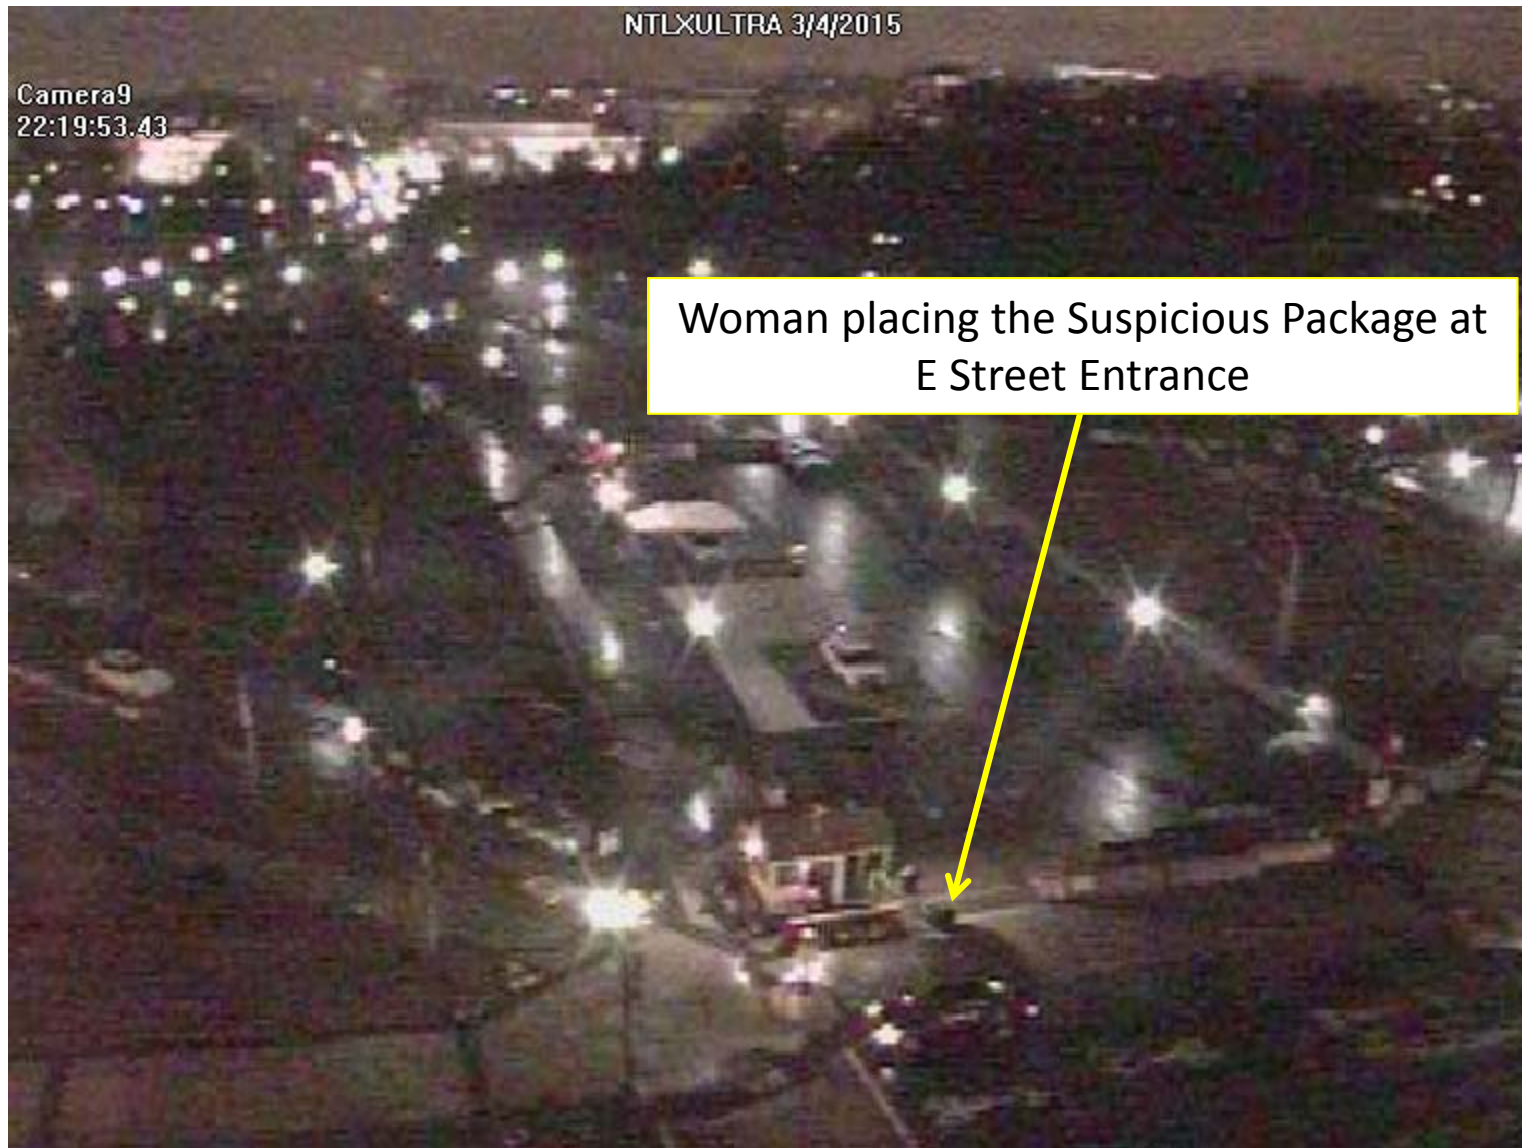 NTLXULTRA 3/4/2015
Camera9
22:19:53.43
Woman placing the Suspicious Package at
E Street Entrance